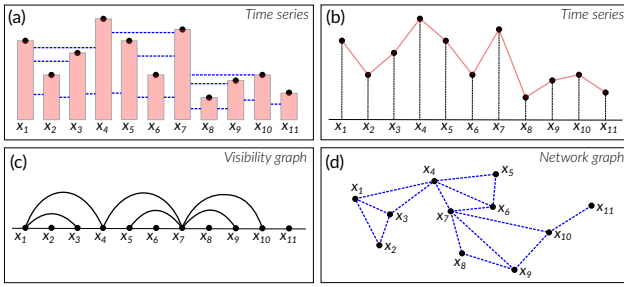 (a) Time series
x1 x2 x3 x4 x5 x6 x7 x8 x9 x10 x11
(b) Time series
x1 x2 x3 x4 x5 x6 x7 x8 x9 x10 x11
(c) Visibility graph
x1 x2 x3 x4 x5 x6 x7 x8 x9 x10 x11
(d) Network graph
x4 x5
x1
x3 x7 x6 x11
x2 x10
x8
x9